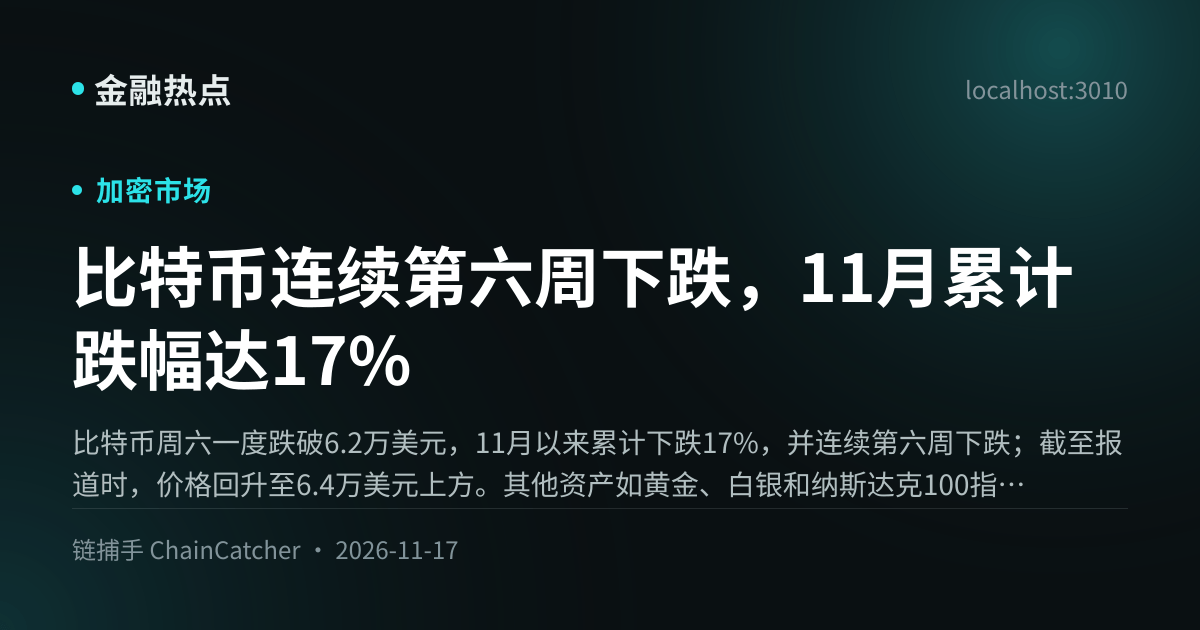 金融热点
localhost:3010
加密市场
比特币连续第六周下跌，11月累计
跌幅达17%
比特币周六一度跌破6.2万美元，11月以来累计下跌17%，并连续第六周下跌；截至报
道时，价格回升至6.4万美元上方。其他资产如黄金、白银和纳斯达克100指…
链捕手 ChainCatcher · 2026-11-17